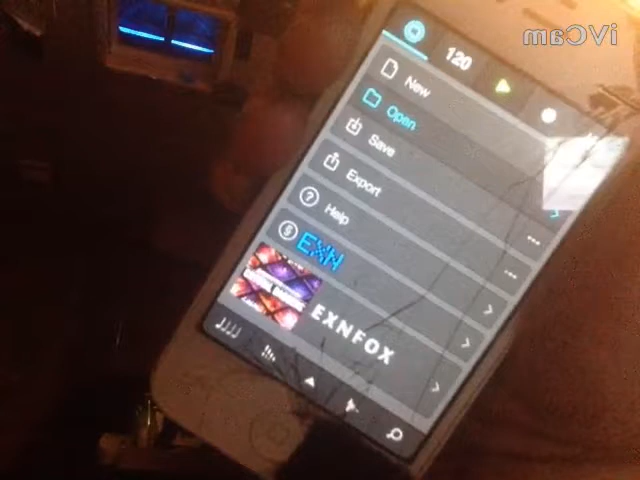 iVCam
120
New
Open
Save
Export
Help
EXN
EXNFOX